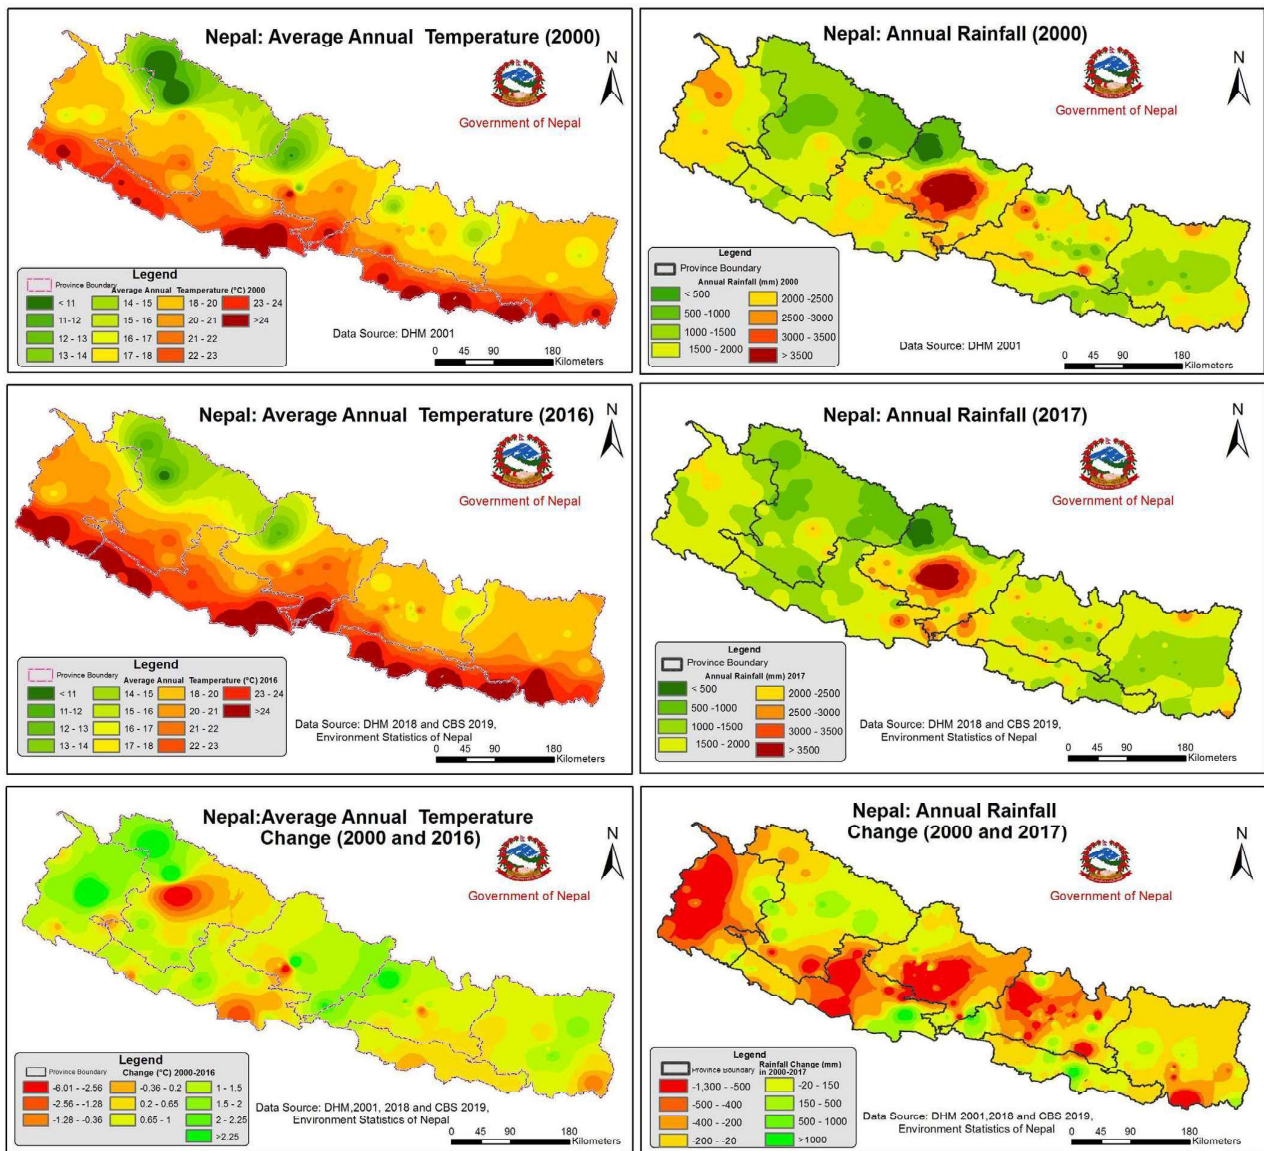 Nepal: Average Annual Temperature (2000)
N
Government of Nepal
Legend
Province Boundary
Average Annual Teamperature (°C) 2000
< 11
11-12
12 - 13
13 - 14
14 - 15
15 - 16
16 - 17
17 - 18
18 - 20
20 - 21
21 - 22
22 - 23
23 - 24
>24
Data Source: DHM 2001
0 45 90 180
Kilometers
Nepal: Annual Rainfall (2000)
N
Government of Nepal
Legend
Province Boundary
Annual Rainfall (mm) 2000
< 500
500 -1000
1000 -1500
1500 - 2000
2000 -2500
2500 -3000
3000 - 3500
> 3500
Data Source: DHM 2001
0 45 90 180
Kilometers
Nepal: Average Annual Temperature (2016)
N
Government of Nepal
Legend
Province Boundary
Average Annual Teamperature (°C) 2016
< 11
11-12
12 - 13
13 - 14
14 - 15
15 - 16
16 - 17
17 - 18
18 - 20
20 - 21
21 - 22
22 - 23
23 - 24
>24
Data Source: DHM 2018 and CBS 2019,
Environment Statistics of Nepal
0 45 90 180
Kilometers
Nepal: Annual Rainfall (2017)
N
Government of Nepal
Legend
Province Boundary
Annual Rainfall (mm) 2017
< 500
500 -1000
1000 -1500
1500 - 2000
2000 -2500
2500 -3000
3000 - 3500
> 3500
Data Source: DHM 2018 and CBS 2019,
Environment Statistics of Nepal
0 45 90 180
Kilometers
Nepal:Average Annual Temperature
Change (2000 and 2016)
N
Government of Nepal
Legend
Province Boundary
Change (°C) 2000-2016
-6.01 - -2.56
-2.56 - -1.28
-1.28 - -0.36
-0.36 - 0.2
0.2 - 0.65
0.65 - 1
1 - 1.5
1.5 - 2
2 - 2.25
>2.25
Data Source: DHM,2001, 2018 and CBS 2019,
Environment Statistics of Nepal
0 45 90 180
Kilometers
Nepal: Annual Rainfall
Change (2000 and 2017)
N
Government of Nepal
Legend
Province Boundary
Rainfall Change (mm)
in 2000-2017
-1,300 - -500
-500 - -400
-400 - -200
-200 - -20
-20 - 150
150 - 500
500 - 1000
>1000
Data Source: DHM 2001,2018 and CBS 2019,
Environment Statistics of Nepal
0 45 90 180
Kilometers